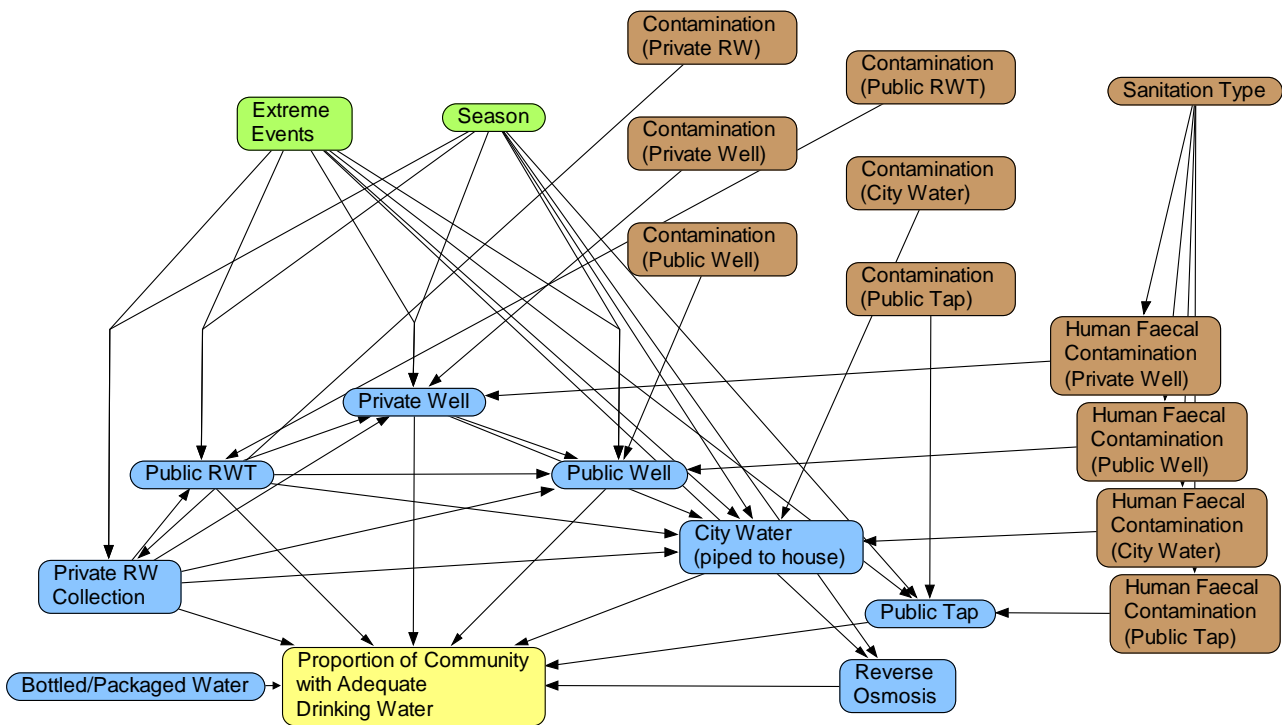 Contamination
(Private RW)
Contamination
(Public RWT)
Sanitation Type
Extreme
Events
Season
Contamination
(Private Well)
Contamination
(City Water)
Contamination
(Public Well)
Contamination
(Public Tap)
Human Faecal
Contamination
(Private Well)
Private Well
Human Faecal
Contamination
(Public Well)
Public RWT
Public Well
Human Faecal
Contamination
(City Water)
City Water
(piped to house)
Private RW
Collection
Human Faecal
Contamination
(Public Tap)
Public Tap
Proportion of Community
with Adequate
Drinking Water
Bottled/Packaged Water
Reverse
Osmosis